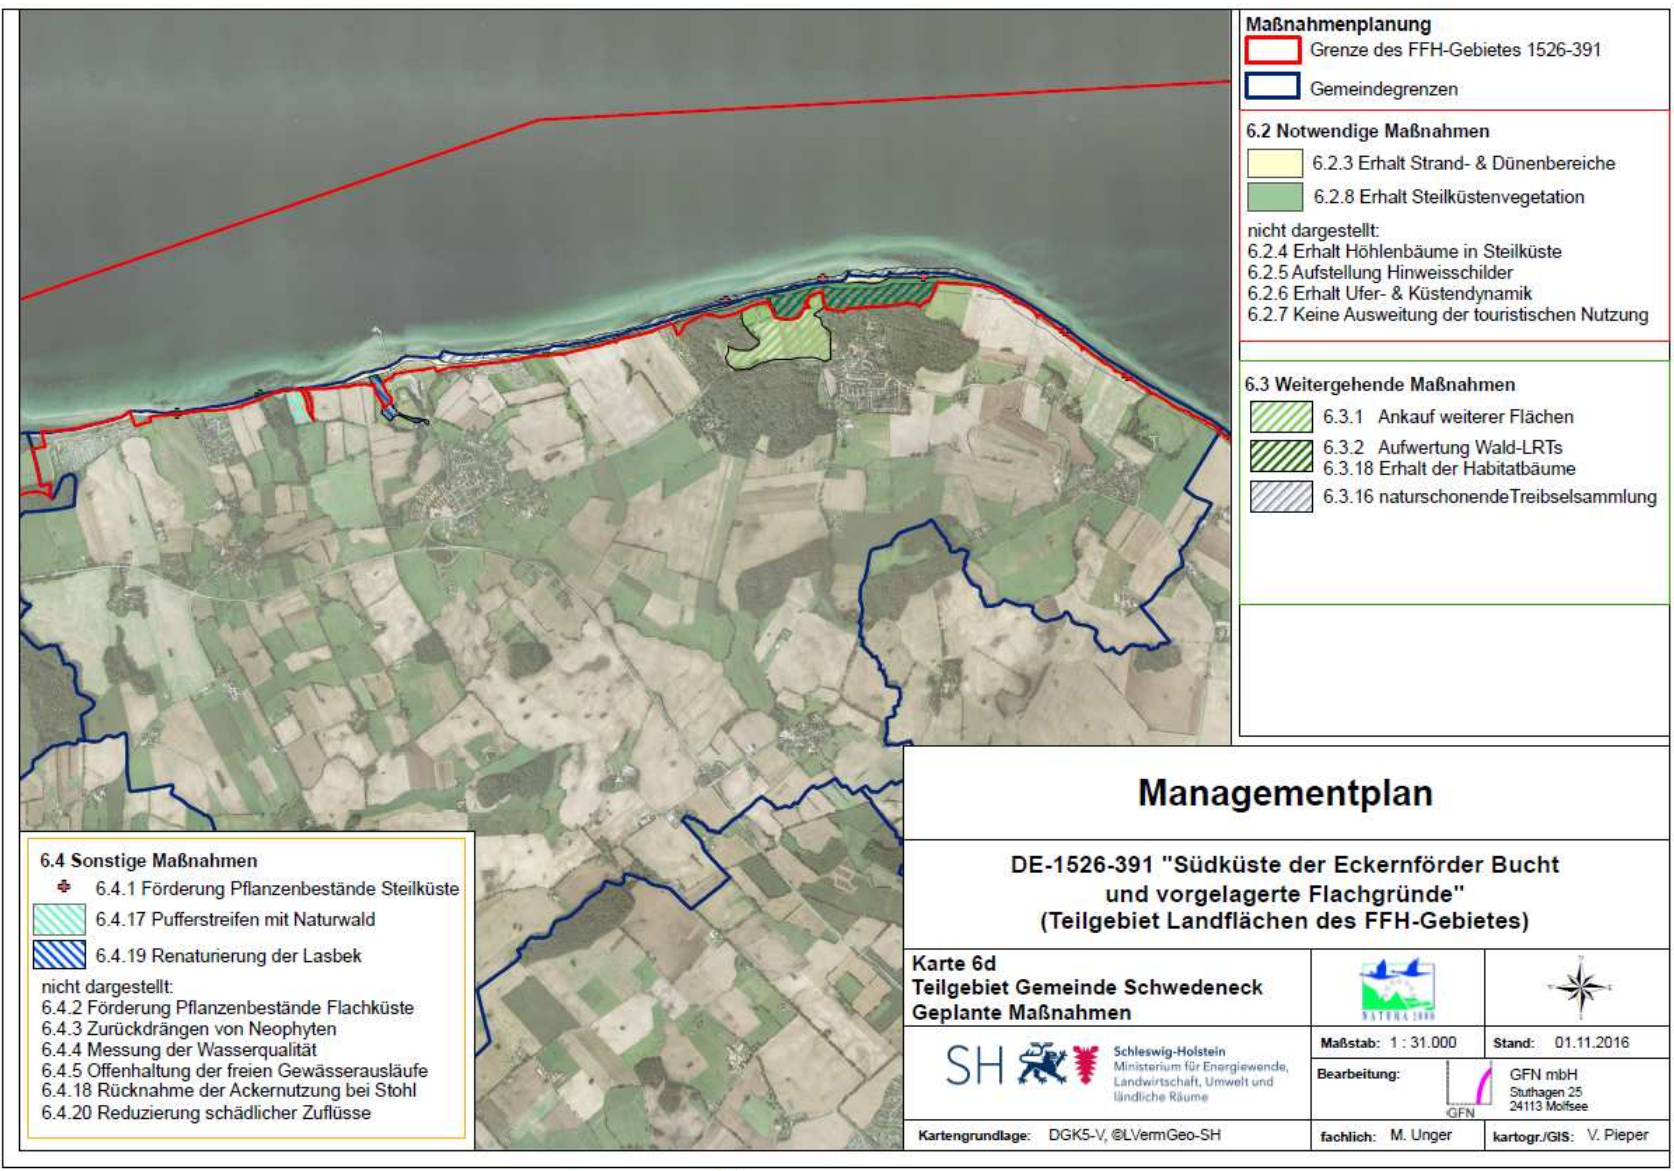 Maßnahmenplanung
Grenze des FFH-Gebietes 1526-391
Gemeindegrenzen
6.2 Notwendige Maßnahmen
6.2.3 Erhalt Strand- & Dünenbereiche
6.2.8 Erhalt Steilküstenvegetation
nicht dargestellt:
6.2.4 Erhalt Höhlenbäume in Steilküste
6.2.5 Aufstellung Hinweisschilder
6.2.6 Erhalt Ufer- & Küstendynamik
6.2.7 Keine Ausweitung der touristischen Nutzung
6.3 Weitergehende Maßnahmen
6.3.1 Ankauf weiterer Flächen
6.3.2 Aufwertung Wald-LRTs
6.3.18 Erhalt der Habitatbäume
6.3.16 naturschonendeTreibselsammlung
6.4 Sonstige Maßnahmen
6.4.1 Förderung Pflanzenbestände Steilküste
6.4.17 Pufferstreifen mit Naturwald
6.4.19 Renaturierung der Lasbek
nicht dargestellt:
6.4.2 Förderung Pflanzenbestände Flachküste
6.4.3 Zurückdrängen von Neophyten
6.4.4 Messung der Wasserqualität
6.4.5 Offenhaltung der freien Gewässerausläufe
6.4.18 Rücknahme der Ackernutzung bei Stohl
6.4.20 Reduzierung schädlicher Zuflüsse
Managementplan
DE-1526-391 "Südküste der Eckernförder Bucht
und vorgelagerte Flachgründe"
(Teilgebiet Landflächen des FFH-Gebietes)
Karte 6d
Teilgebiet Gemeinde Schwedeneck
Geplante Maßnahmen
NATURA 2000
SH
Schleswig-Holstein
Ministerium für Energiewende,
Landwirtschaft, Umwelt und
ländliche Räume
Maßstab: 1 : 31.000
Stand: 01.11.2016
Bearbeitung:
GFN
GFN mbH
Stuthagen 25
24113 Molfsee
Kartengrundlage: DGK5-V, ©LVermGeo-SH
fachlich: M. Unger
kartogr./GIS: V. Pieper